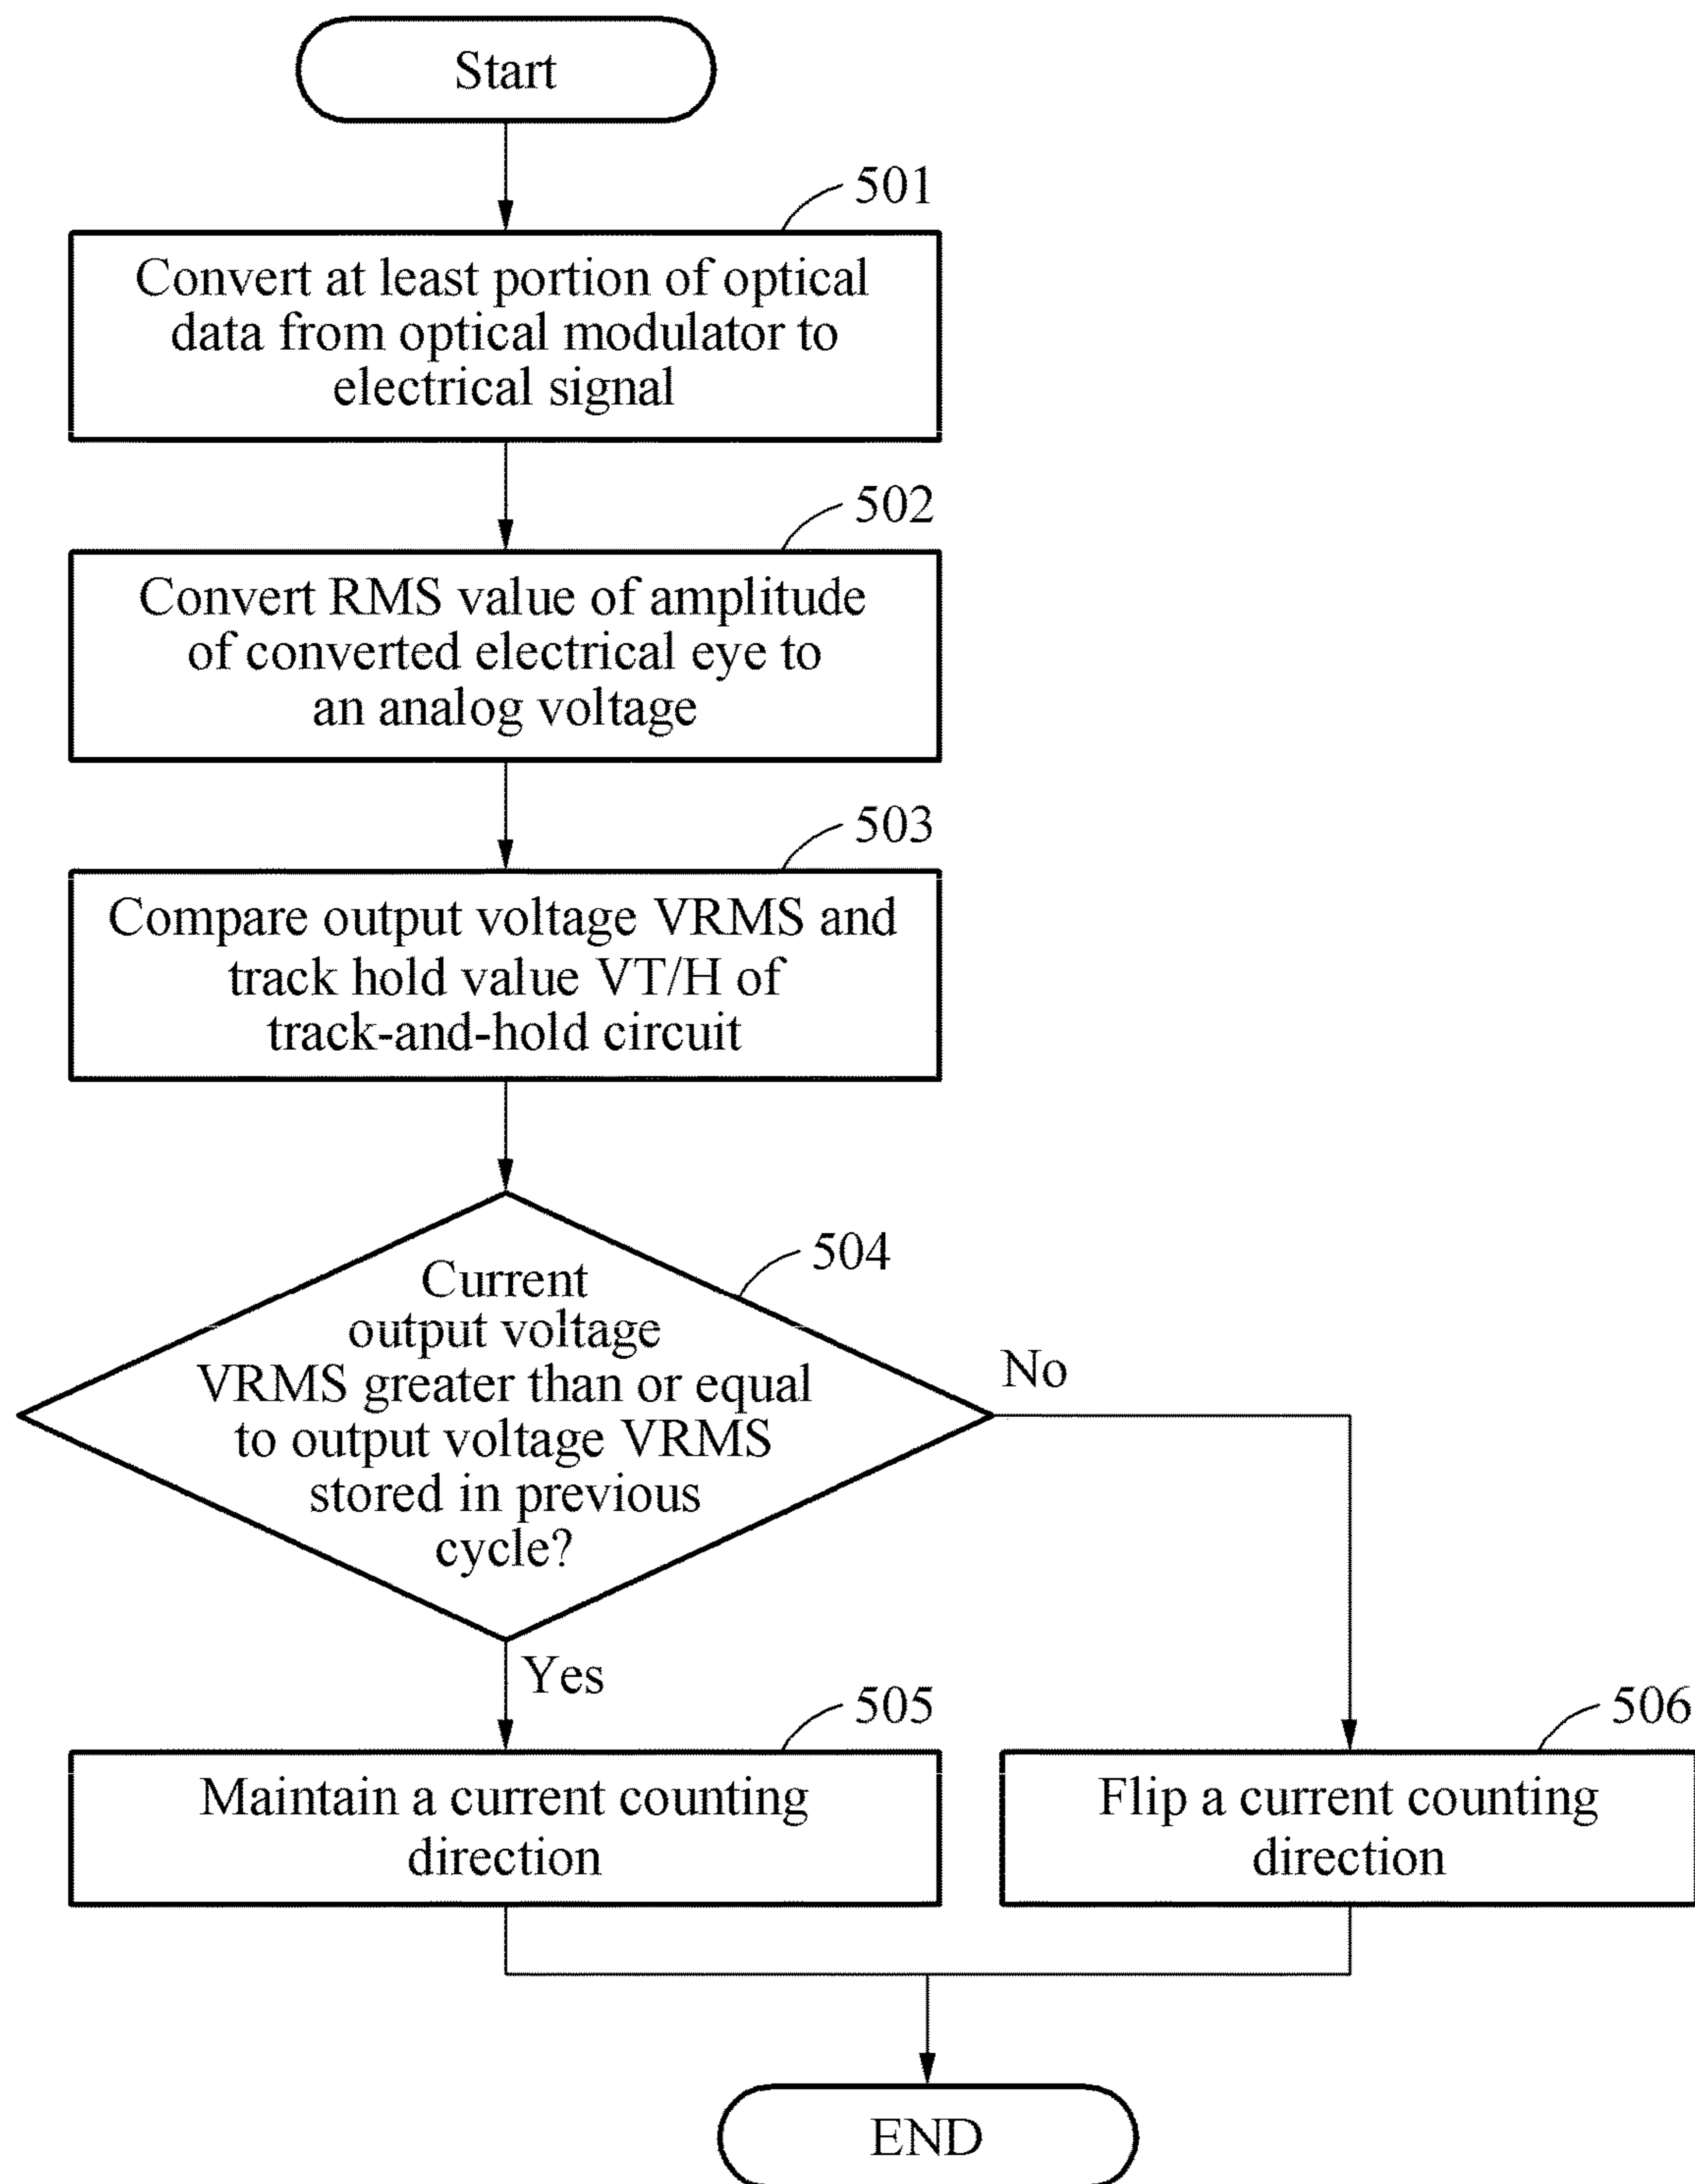 Start
501
Convert at least portion of optical
data from optical modulator to
electrical signal
502
Convert RMS value of amplitude
of converted electrical eye to
an analog voltage
503
Compare output voltage VRMS and
track hold value VT/H of
track-and-hold circuit
504
Current
output voltage
VRMS greater than or equal
to output voltage VRMS
stored in previous
cycle?
No
Yes
505
Maintain a current counting
direction
506
Flip a current counting
direction
END